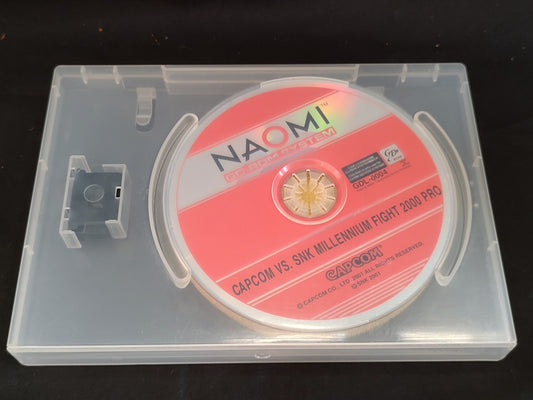 NAOMI™
GD-ROM SYSTEM
GDL-0004
CAPCOM VS. SNK MILLENNIUM FIGHT 2000 PRO
CAPCOM
© CAPCOM CO., LTD. 2001 ALL RIGHTS RESERVED.
© SNK 2001